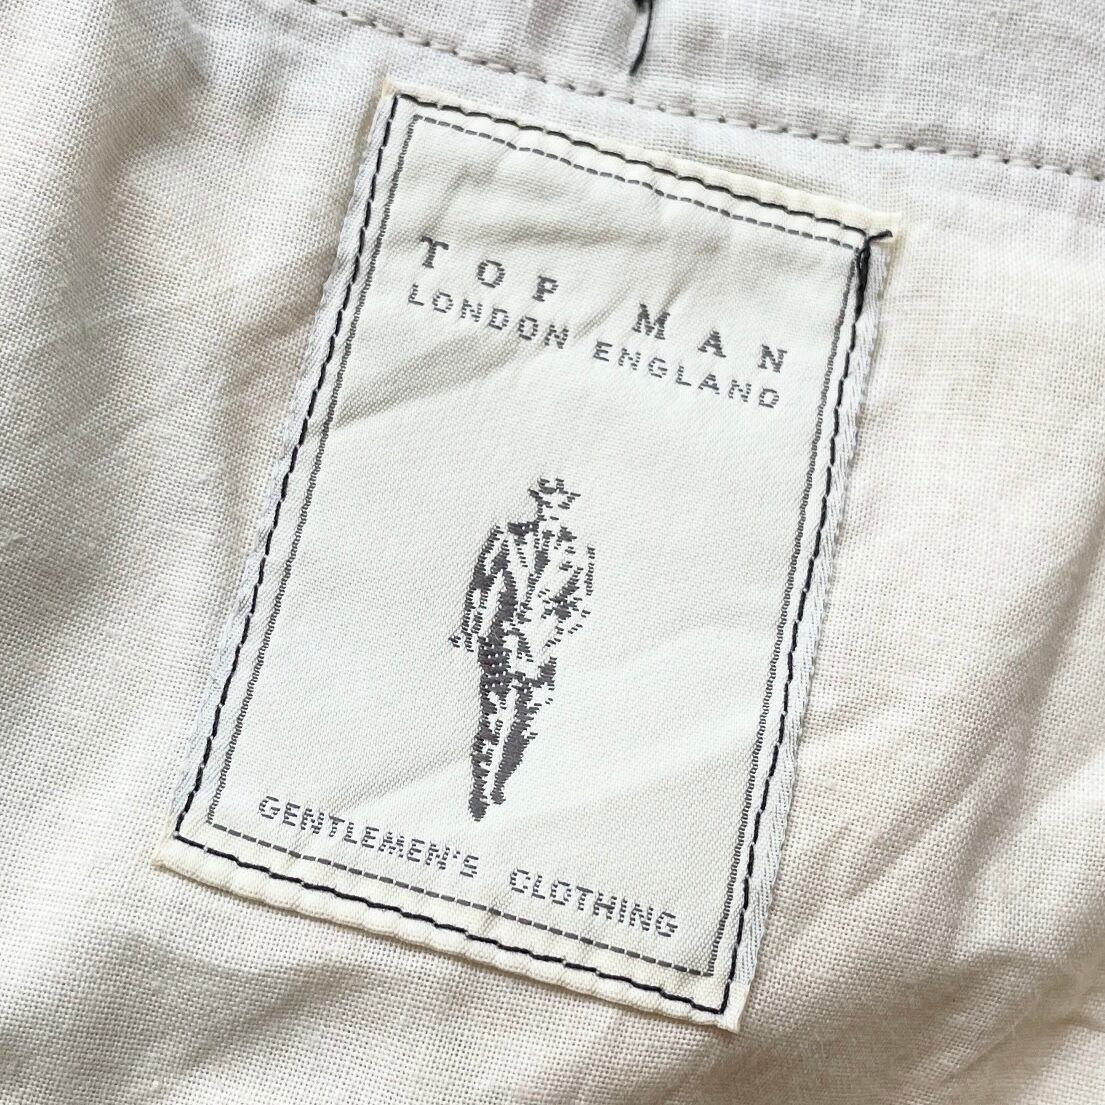 TOP MAN
LONDON ENGLAND
GENTLEMEN'S CLOTHING